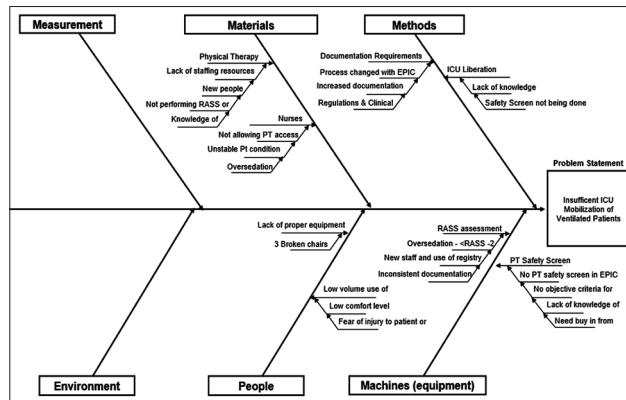 Measurement
Materials
Methods
Physical Therapy
Lack of staffing resources
New people
Not performing RASS or
Knowledge of
Nurses
Not allowing PT access
Unstable Pt condition
Oversedation
Documentation Requirements
Process changed with EPIC
Increased documentation
Regulations & Clinical
ICU Liberation
Lack of knowledge
Safety Screen not being done
Problem Statement
Insufficent ICU
Mobilization of
Ventilated Patients
Lack of proper equipment
3 Broken chairs
Low volume use of
Low comfort level
Fear of injury to patient or
RASS assessment
Oversedation - <RASS -2
New staff and use of registry
Inconsistent documentation
PT Safety Screen
No PT safety screen in EPIC
No objective criteria for
Lack of knowledge of
Need buy in from
Environment
People
Machines (equipment)